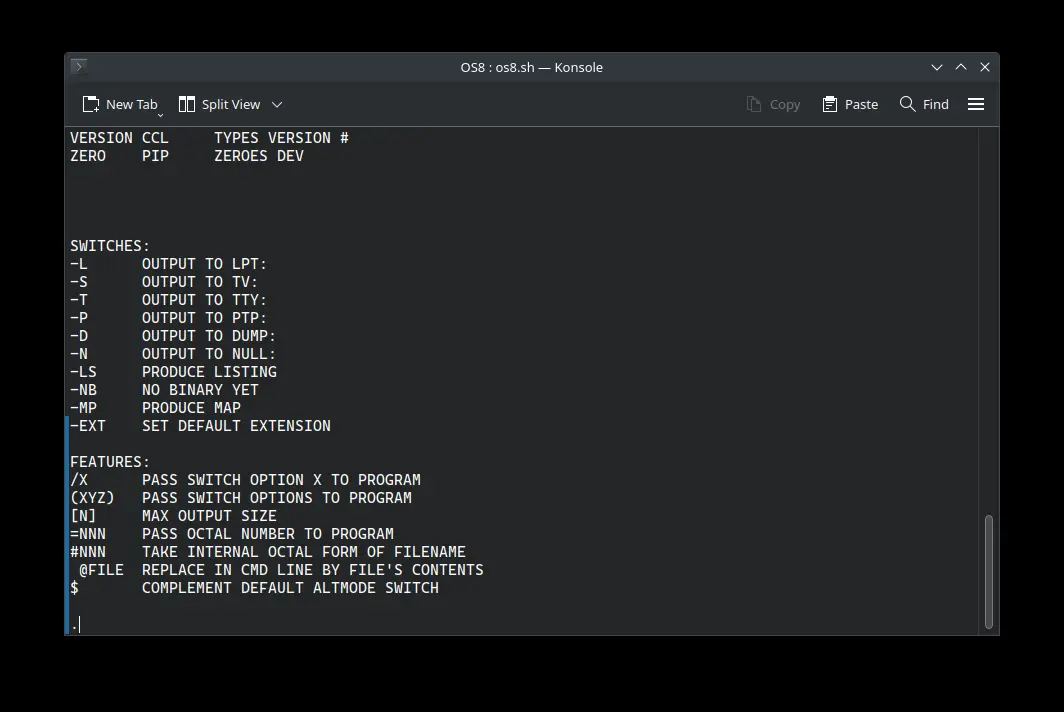 OS8 : os8.sh — Konsole
New Tab Split View Copy Paste Find
VERSION CCL     TYPES VERSION #
ZERO    PIP     ZEROES DEV
SWITCHES:
-L      OUTPUT TO LPT:
-S      OUTPUT TO TV:
-T      OUTPUT TO TTY:
-P      OUTPUT TO PTP:
-D      OUTPUT TO DUMP:
-N      OUTPUT TO NULL:
-LS     PRODUCE LISTING
-NB     NO BINARY YET
-MP     PRODUCE MAP
-EXT    SET DEFAULT EXTENSION
FEATURES:
/X      PASS SWITCH OPTION X TO PROGRAM
(XYZ)   PASS SWITCH OPTIONS TO PROGRAM
[N]     MAX OUTPUT SIZE
=NNN    PASS OCTAL NUMBER TO PROGRAM
#NNN    TAKE INTERNAL OCTAL FORM OF FILENAME
 @FILE  REPLACE IN CMD LINE BY FILE'S CONTENTS
$       COMPLEMENT DEFAULT ALTMODE SWITCH
.